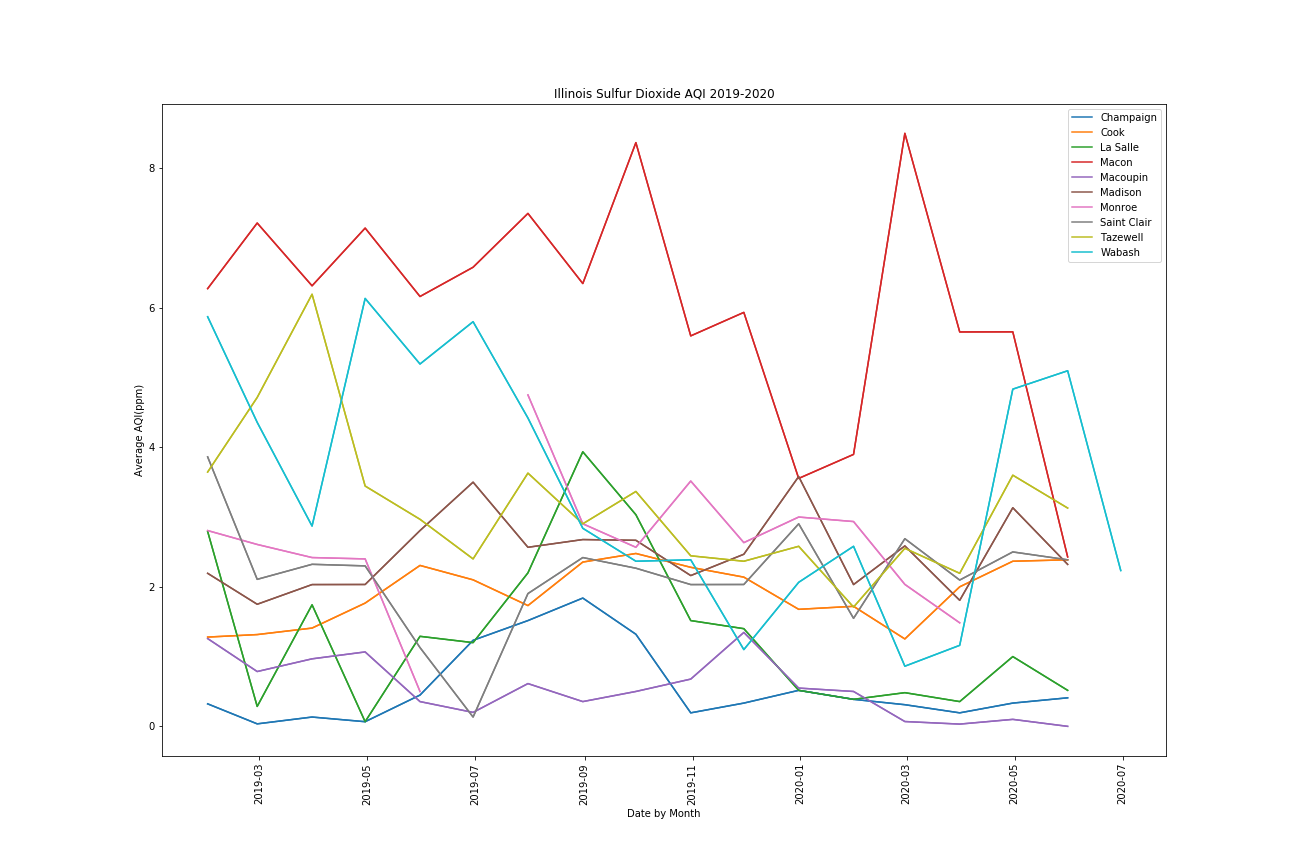 Illinois Sulfur Dioxide AQI 2019-2020
Champaign
Cook
La Salle
Macon
Macoupin
Madison
Monroe
Saint Clair
Tazewell
Wabash
Average AQI(ppm)
8
6
4
2
0
2019-03
2019-05
2019-07
2019-09
2019-11
2020-01
2020-03
2020-05
2020-07
Date by Month